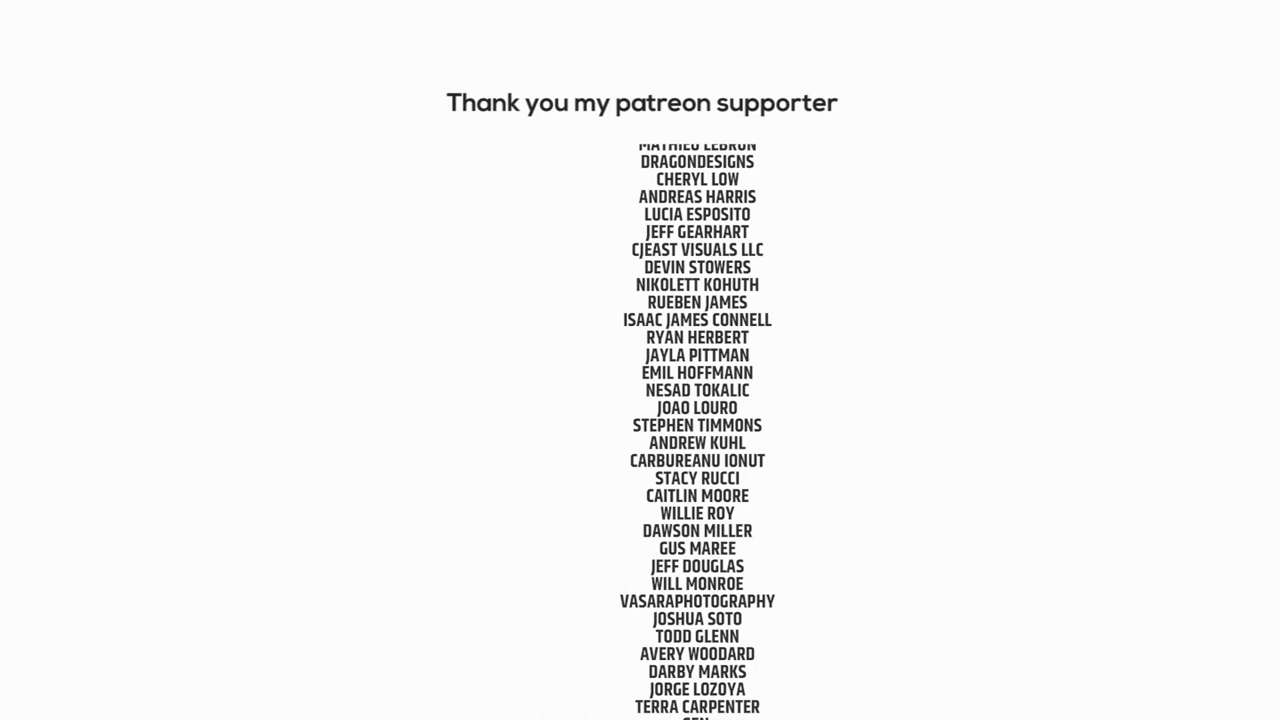 Thank you my patreon supporter
MATHIEU LEBRUN
DRAGONDESIGNS
CHERYL LOW
ANDREAS HARRIS
LUCIA ESPOSITO
JEFF GEARHART
CJEAST VISUALS LLC
DEVIN STOWERS
NIKOLETT KOHUTH
RUEBEN JAMES
ISAAC JAMES CONNELL
RYAN HERBERT
JAYLA PITTMAN
EMIL HOFFMANN
NESAD TOKALIC
JOAO LOURO
STEPHEN TIMMONS
ANDREW KUHL
CARBUREANU IONUT
STACY RUCCI
CAITLIN MOORE
WILLIE ROY
DAWSON MILLER
GUS MAREE
JEFF DOUGLAS
WILL MONROE
VASARAPHOTOGRAPHY
JOSHUA SOTO
TODD GLENN
AVERY WOODARD
DARBY MARKS
JORGE LOZOYA
TERRA CARPENTER